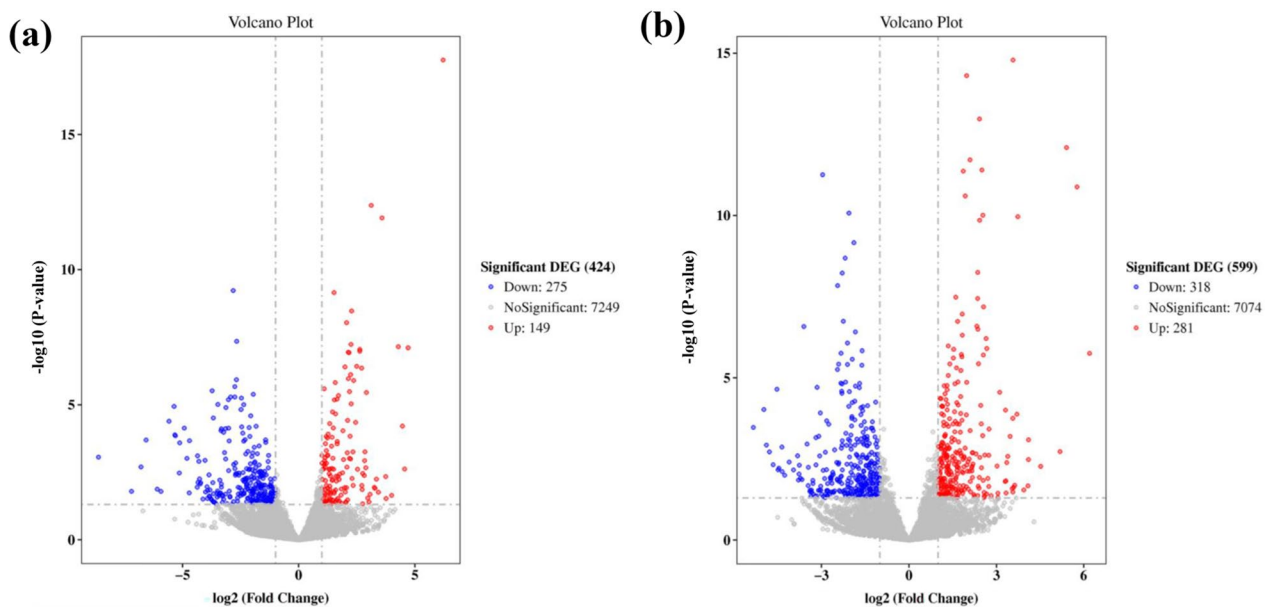 (a)
Volcano Plot
-log10 (P-value)
15
10
5
0
−5
0
5
log2 (Fold Change)
Significant DEG (424)
Down: 275
NoSignificant: 7249
Up: 149
(b)
Volcano Plot
-log10 (P-value)
15
10
5
0
−3
0
3
6
log2 (Fold Change)
Significant DEG (599)
Down: 318
NoSignificant: 7074
Up: 281